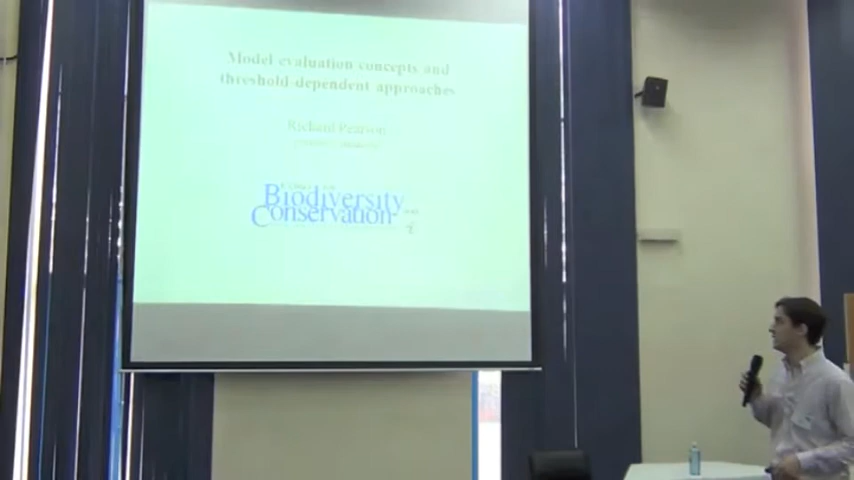 Model evaluation concepts and
threshold-dependent approaches
Richard Pearson
Biodiversity
Conservation